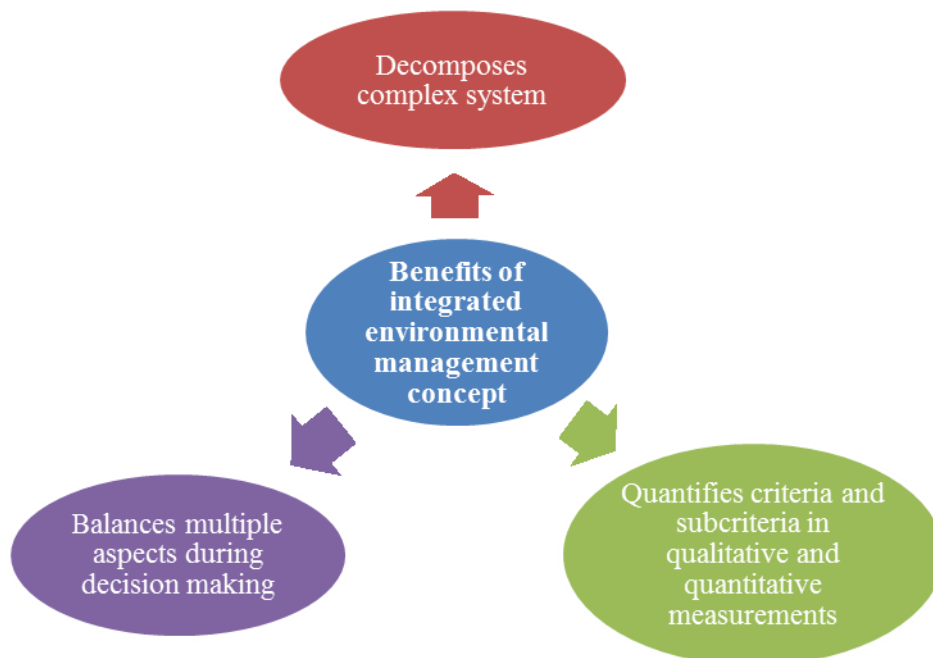 Decomposes
complex system
Benefits of
integrated
environmental
management
concept
Balances multiple
aspects during
decision making
Quantifies criteria and
subcriteria in
qualitative and
quantitative
measurements